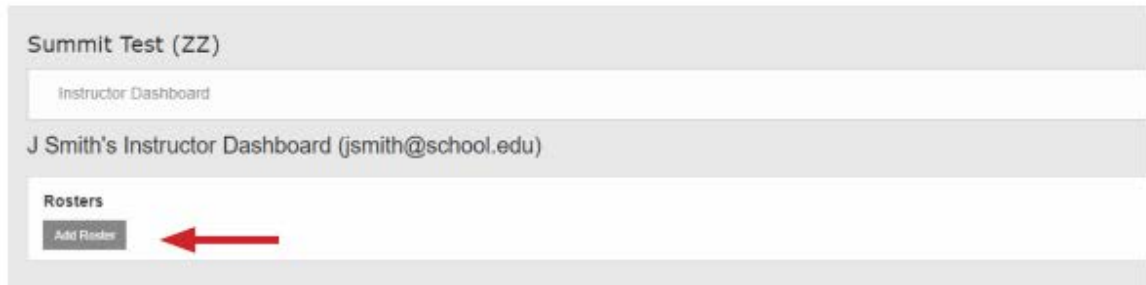 Summit Test (ZZ)
Instructor Dashboard
J Smith's Instructor Dashboard (jsmith@school.edu)
Rosters
Add Roster